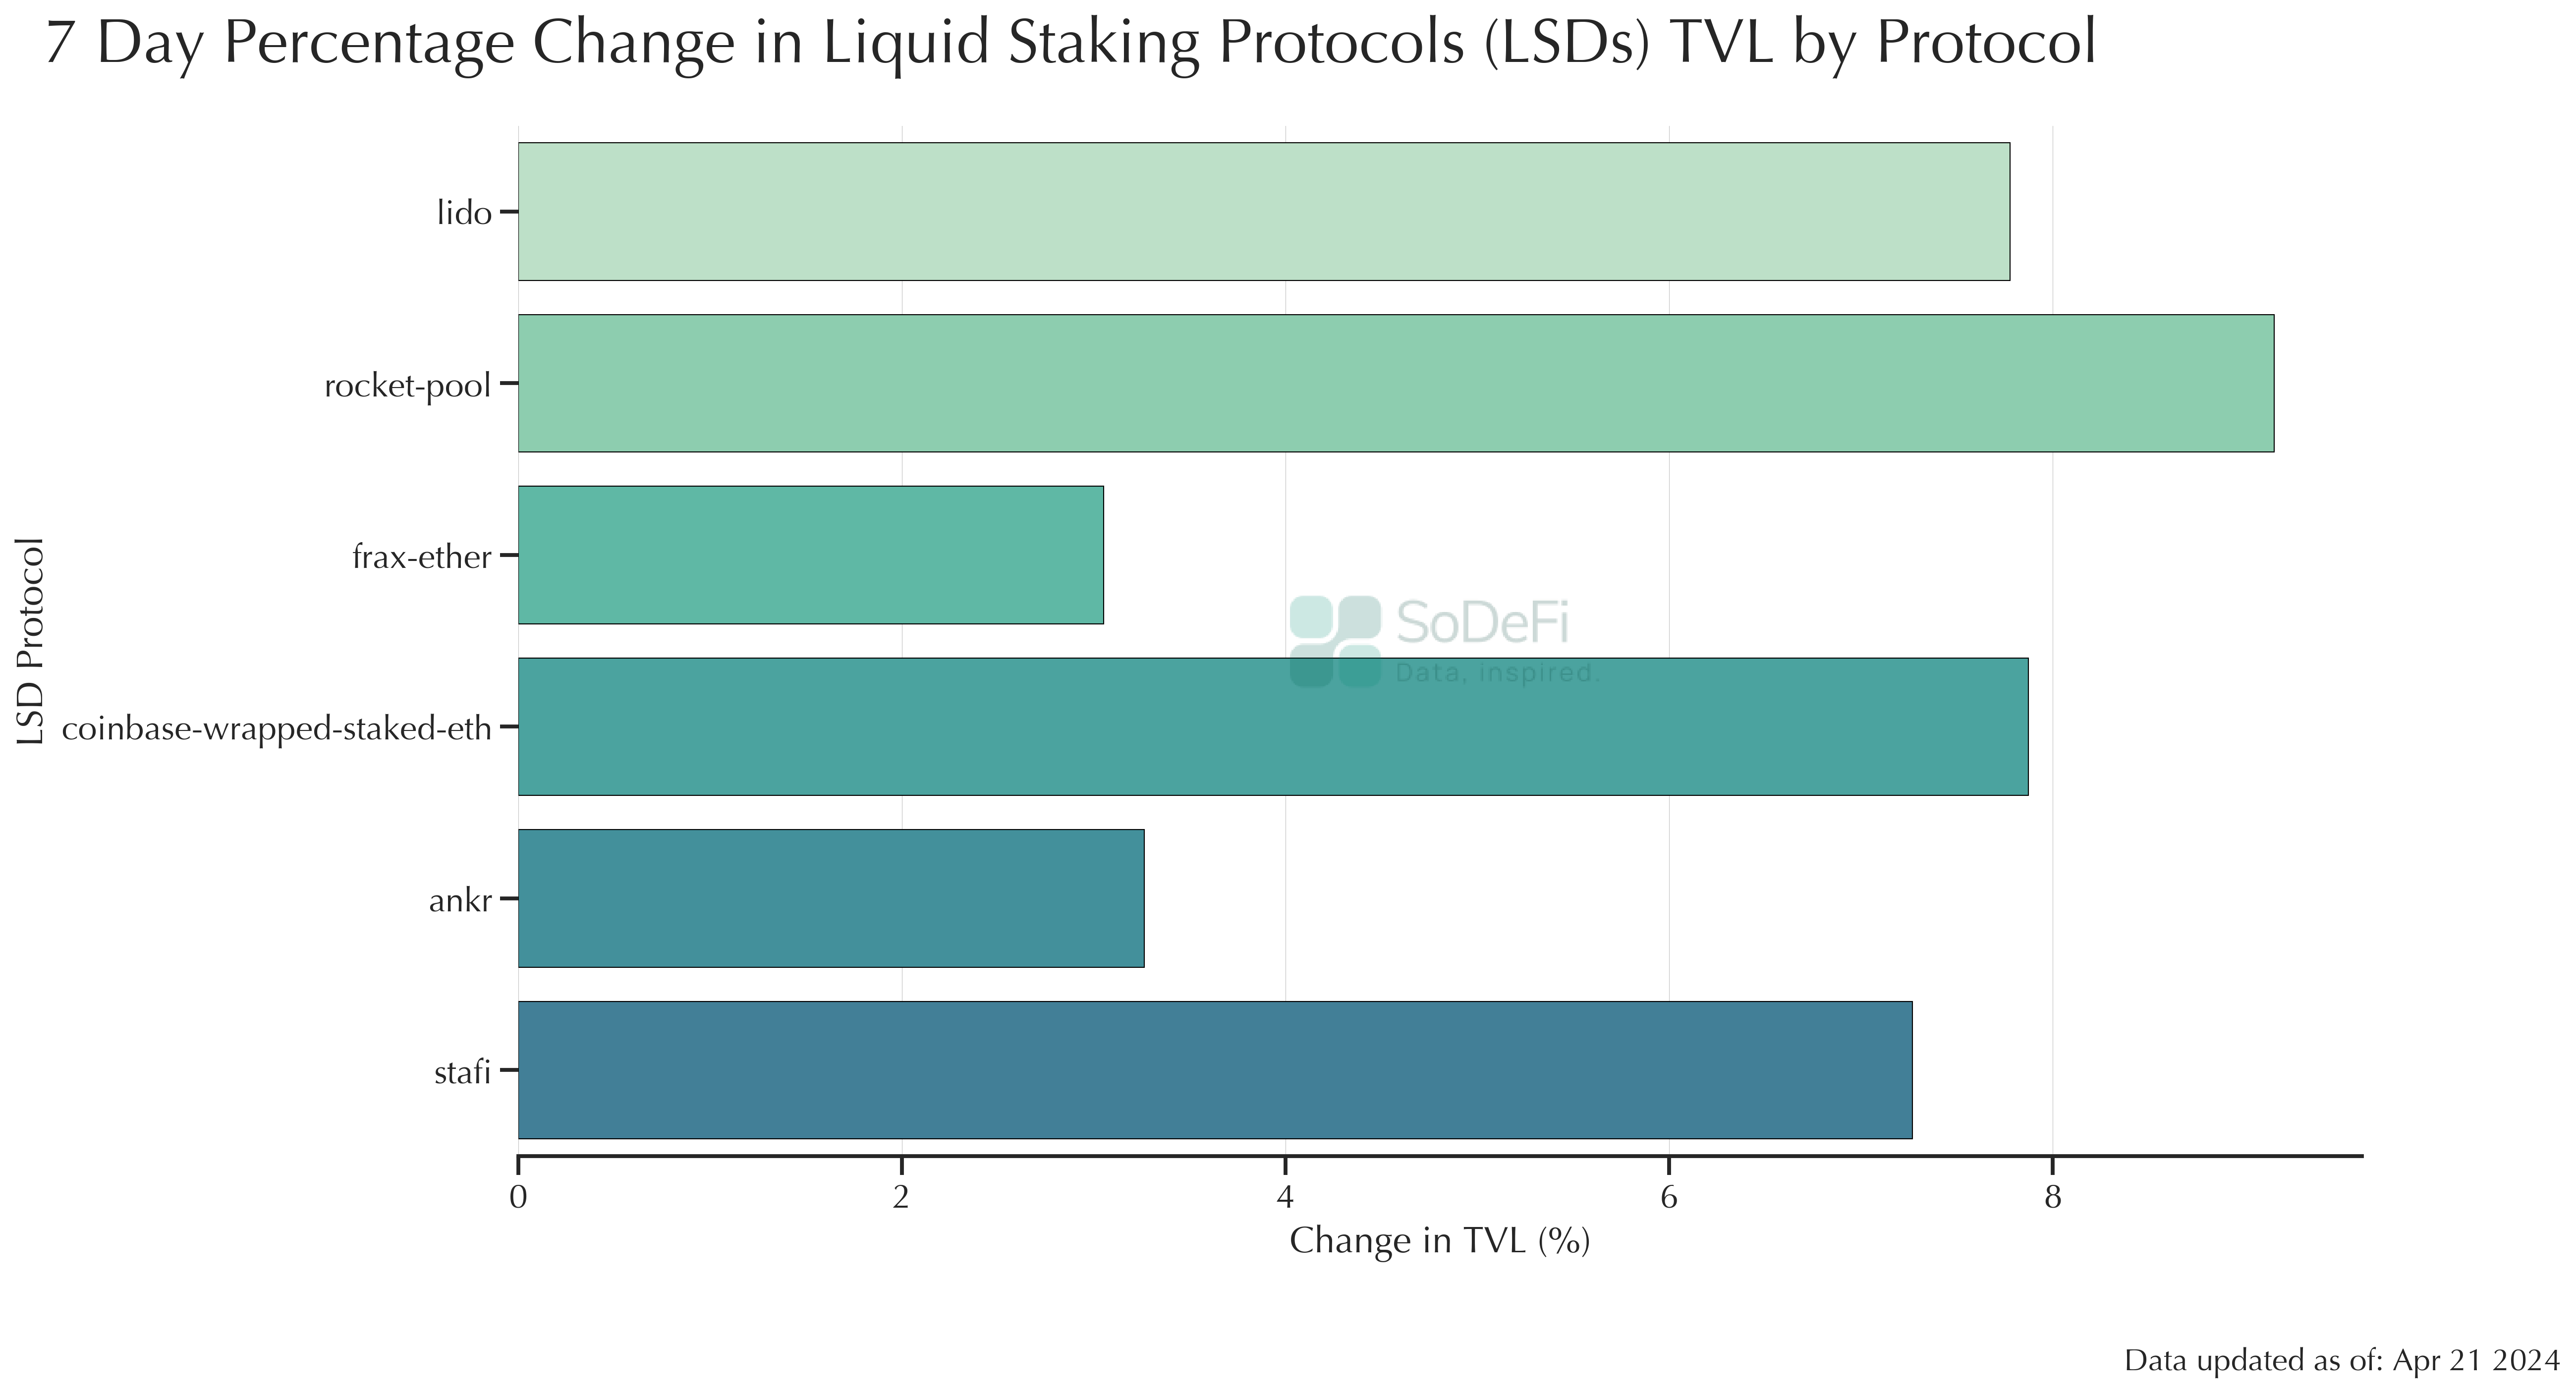 7 Day Percentage Change in Liquid Staking Protocols (LSDs) TVL by Protocol
LSD Protocol
lido
rocket-pool
frax-ether
coinbase-wrapped-staked-eth
ankr
stafi
SoDeFi
Data, inspired.
0 2 4 6 8
Change in TVL (%)
Data updated as of: Apr 21 2024